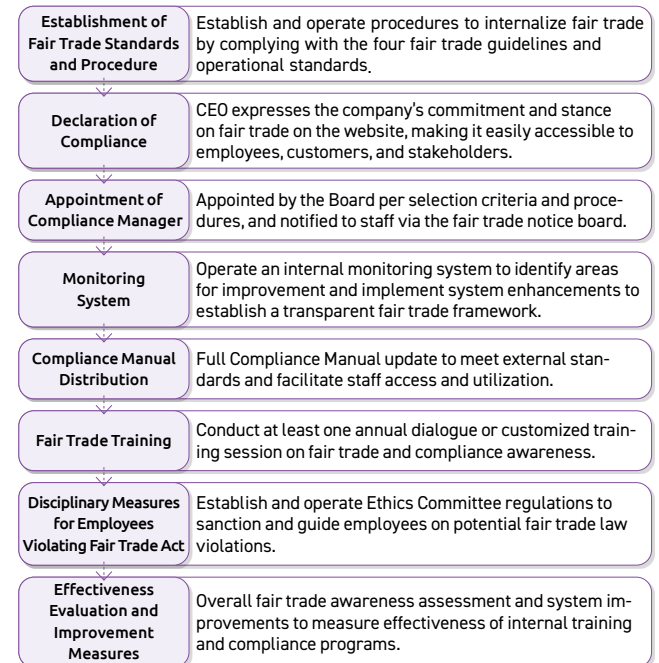 Establishment of
Fair Trade Standards
and Procedure
Establish and operate procedures to internalize fair trade
by complying with the four fair trade guidelines and
operational standards.
Declaration of
Compliance
CEO expresses the company's commitment and stance
on fair trade on the website, making it easily accessible to
employees, customers, and stakeholders.
Appointment of
Compliance Manager
Appointed by the Board per selection criteria and proce-
dures, and notified to staff via the fair trade notice board.
Monitoring
System
Operate an internal monitoring system to identify areas
for improvement and implement system enhancements to
establish a transparent fair trade framework.
Compliance Manual
Distribution
Full Compliance Manual update to meet external stan-
dards and facilitate staff access and utilization.
Fair Trade Training
Conduct at least one annual dialogue or customized train-
ing session on fair trade and compliance awareness.
Disciplinary Measures
for Employees
Violating Fair Trade Act
Establish and operate Ethics Committee regulations to
sanction and guide employees on potential fair trade law
violations.
Effectiveness
Evaluation and
Improvement
Measures
Overall fair trade awareness assessment and system im-
provements to measure effectiveness of internal training
and compliance programs.